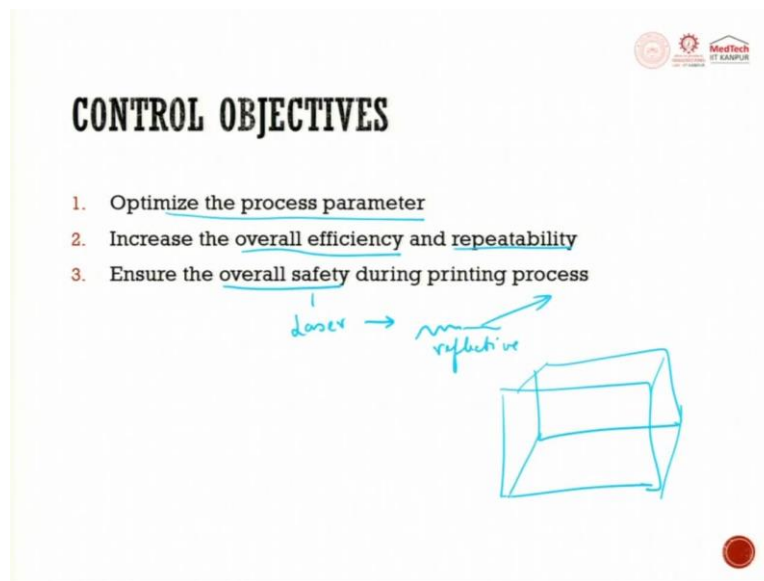 MedTech
IIT KANPUR
CONTROL OBJECTIVES
1. Optimize the process parameter
2. Increase the overall efficiency and repeatability
3. Ensure the overall safety during printing process
Laser → reflective